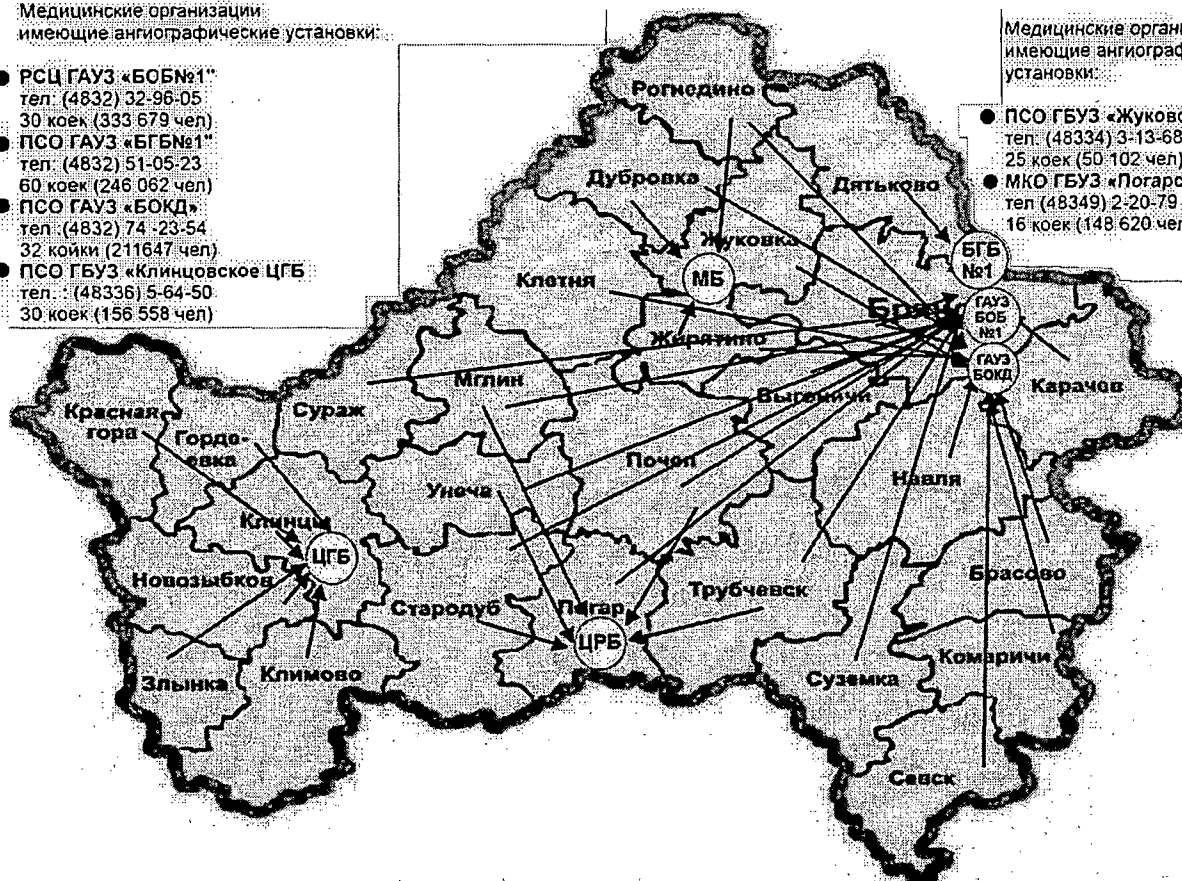 Медицинские организации
имеющие ангиографические установки:
РСЦ ГАУЗ «БОБ№1"
тел: (4832) 32-96-05
30 коек (333 679 чел)
ПСО ГАУЗ «БГБ№1"
тел: (4832) 51-05-23
60 коек (246 062 чел)
ПСО ГАУЗ «БОКД»
тел .(4832) 74 -23-54
32 койки (211647 чел)
ПСО ГБУЗ «Клинцовское ЦГБ
тел. : (48336) 5-64-50
30 коек (156 558 чел)
Медицинские органи
имеющие ангиограф
установки:
ПСО ГБУЗ «Жуково
тел: (48334) 3-13-68
25 коек (50 102 чел)
МКО ГБУЗ «Погарс
тел (48349) 2-20-79
16 коек (148 620 чел
Рогнедино
Дубровка
Дятьково
Жуковка
БГБ
№1
Клетня
МБ
ГАУЗ
БОБ
№1
Жирятино
ГАУЗ
БОКД
Мглин
Карачев
Сураж
Выгоничи
Красная
гора
Горде-
евка
Почеп
Унеча
Навля
Клинцы
ЦГБ
Новозыбков
Брасово
Стародуб
Погар
Трубчевск
ЦРБ
Комаричи
Злынка
Климово
Суземка
Севск